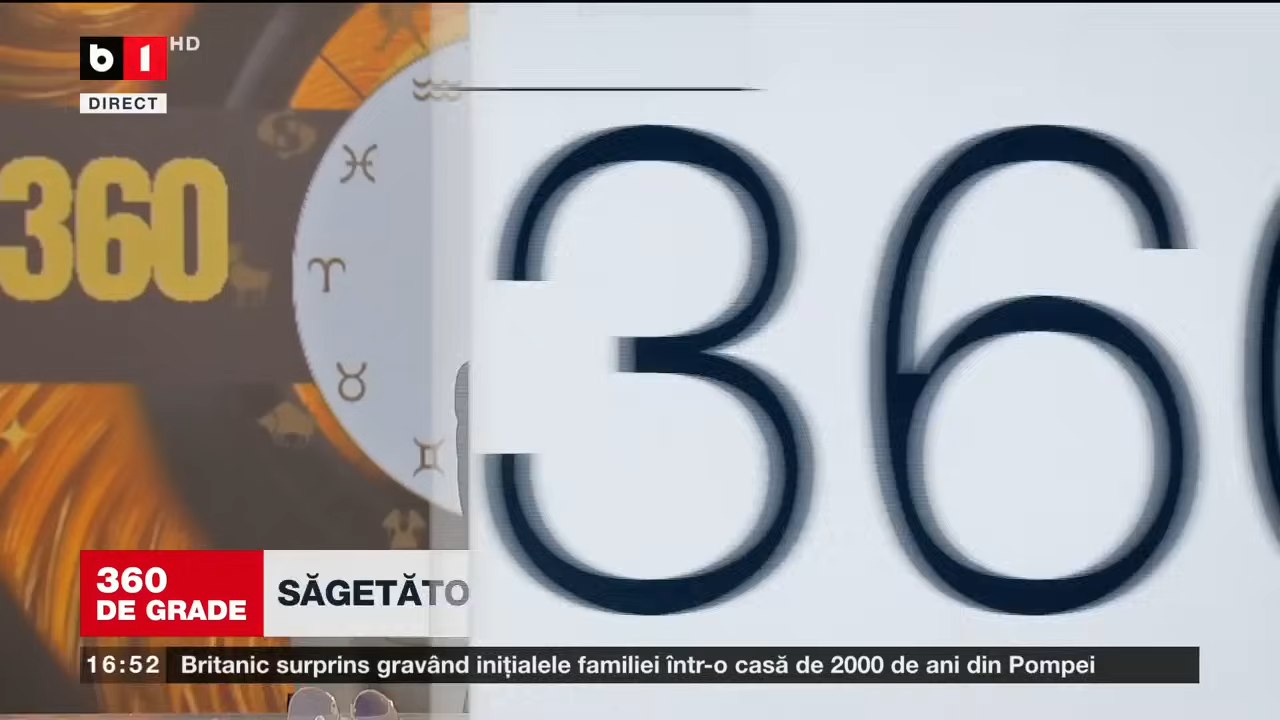 b1 HD
DIRECT
360
360
360
DE GRADE
SĂGETĂTO
16:52 Britanic surprins gravând inițialele familiei într-o casă de 2000 de ani din Pompei